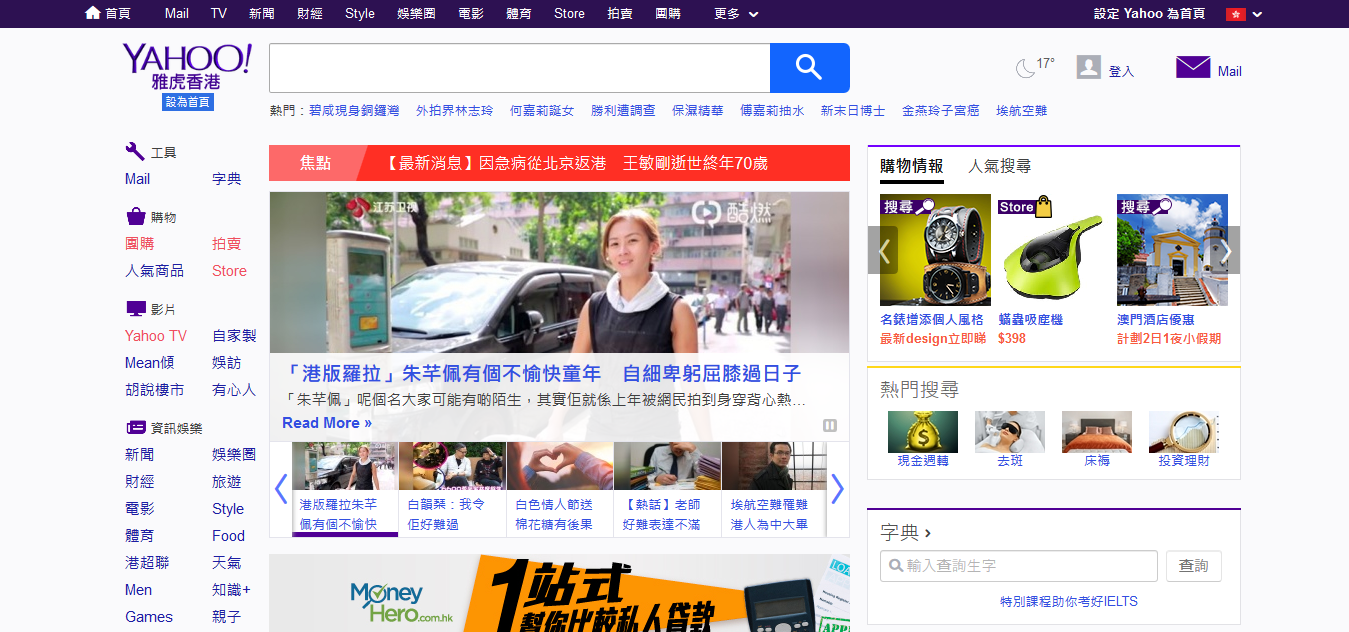 首頁 Mail TV 新聞 財經 Style 娛樂圈 電影 體育 Store 拍賣 團購 更多 設定 Yahoo 為首頁
YAHOO!
雅虎香港
設為首頁
17°
登入
Mail
熱門：碧咸現身銅鑼灣 外拍界林志玲 何嘉莉誕女 勝利遭調查 保濕精華 傅嘉莉抽水 新末日博士 金燕玲子宮癌 埃航空難
工具
Mail 字典
購物
團購 拍賣
人氣商品 Store
影片
Yahoo TV 自家製
Mean傾 娛訪
胡說樓市 有心人
資訊娛樂
新聞 娛樂圈
財經 旅遊
電影 Style
體育 Food
港超聯 天氣
Men 知識+
Games 親子
焦點 【最新消息】因急病從北京返港 王敏剛逝世終年70歲
江苏卫视
酷燃
「港版羅拉」朱芊佩有個不愉快童年 自細卑躬屈膝過日子
「朱芊佩」呢個名大家可能有啲陌生，其實佢就係上年被網民拍到身穿背心熱…
Read More »
港版羅拉朱芊
佩有個不愉快
白韻琹：我令
佢好難過
白色情人節送
棉花糖有後果
【熱話】老師
好難表達不滿
埃航空難罹難
港人為中大畢
MoneyHero.com.hk
1站式
幫你比較私人貸款
LOA
購物情報 人氣搜尋
搜尋
Store
搜尋
名錶增添個人風格
最新design立即睇
蟎蟲吸塵機
$398
澳門酒店優惠
計劃2日1夜小假期
熱門搜尋
現金週轉 去斑 床褥 投資理財
字典
輸入查詢生字 查詢
特別課程助你考好IELTS